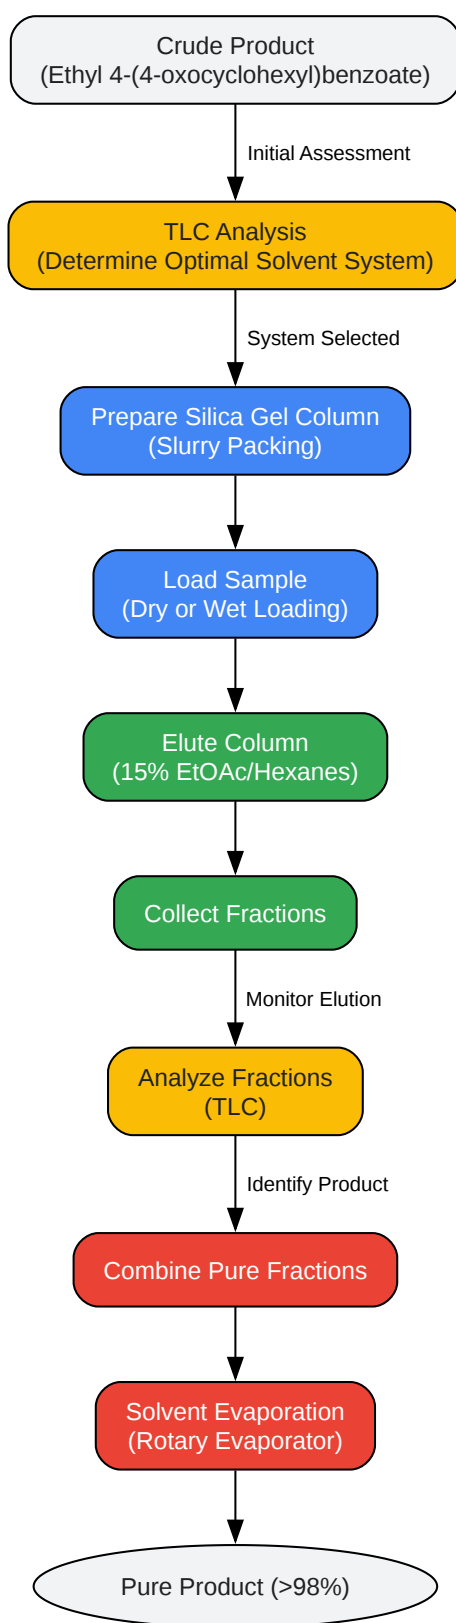 Crude Product
(Ethyl 4-(4-oxocyclohexyl)benzoate)
Initial Assessment
TLC Analysis
(Determine Optimal Solvent System)
System Selected
Prepare Silica Gel Column
(Slurry Packing)
Load Sample
(Dry or Wet Loading)
Elute Column
(15% EtOAc/Hexanes)
Collect Fractions
Monitor Elution
Analyze Fractions
(TLC)
Identify Product
Combine Pure Fractions
Solvent Evaporation
(Rotary Evaporator)
Pure Product (>98%)